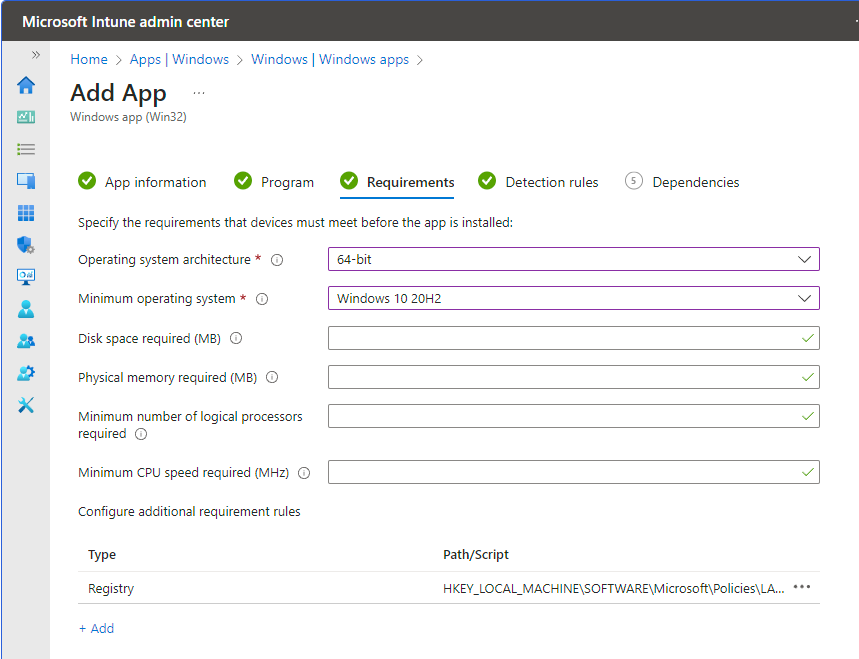 Microsoft Intune admin center
Home > Apps | Windows > Windows | Windows apps >
Add App ...
Windows app (Win32)
App information Program Requirements Detection rules 5 Dependencies
Specify the requirements that devices must meet before the app is installed:
Operating system architecture * 64-bit
Minimum operating system * Windows 10 20H2
Disk space required (MB)
Physical memory required (MB)
Minimum number of logical processors
required
Minimum CPU speed required (MHz)
Configure additional requirement rules
Type Path/Script
Registry HKEY_LOCAL_MACHINE\SOFTWARE\Microsoft\Policies\LA... ...
+ Add